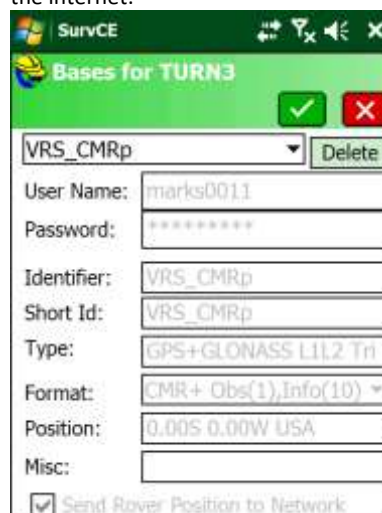 the internet.
SurvCE
Bases for TURN3
VRS_CMRp Delete
User Name: marks0011
Password: *********
Identifier: VRS_CMRp
Short Id: VRS_CMRp
Type: GPS+GLONASS L1L2 Tri
Format: CMR+ Obs(1),Info(10)
Position: 0.00S 0.00W USA
Misc:
Send Rover Position to Network